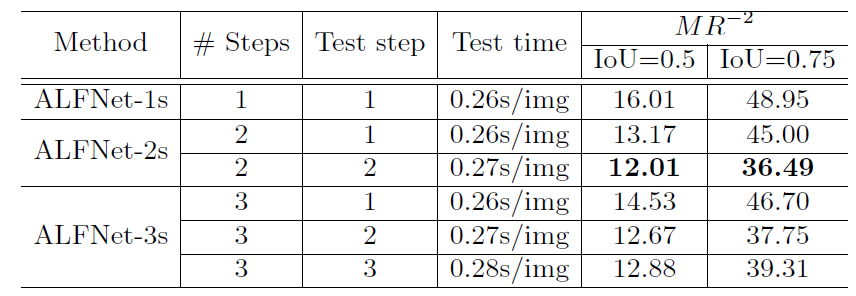 Method # Steps Test step Test time MR−2
IoU=0.5 IoU=0.75
ALFNet-1s 1 1 0.26s/img 16.01 48.95
ALFNet-2s 2 1 0.26s/img 13.17 45.00
2 2 0.27s/img 12.01 36.49
ALFNet-3s 3 1 0.26s/img 14.53 46.70
3 2 0.27s/img 12.67 37.75
3 3 0.28s/img 12.88 39.31